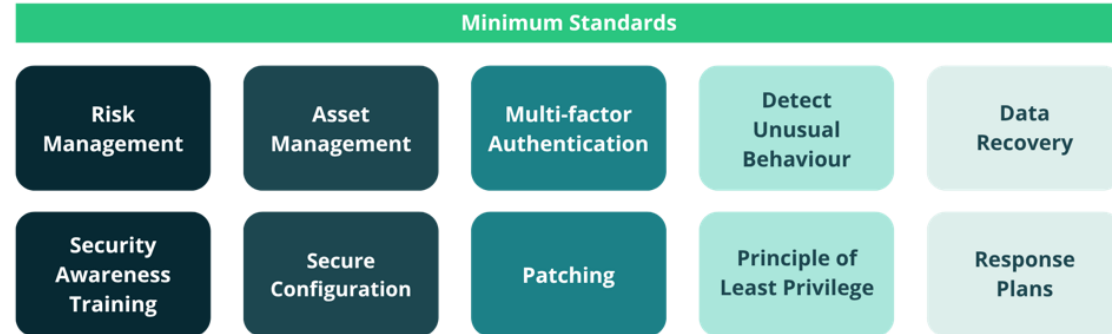 Minimum Standards
Risk
Management
Asset
Management
Multi-factor
Authentication
Detect
Unusual
Behaviour
Data
Recovery
Security
Awareness
Training
Secure
Configuration
Patching
Principle of
Least Privilege
Response
Plans